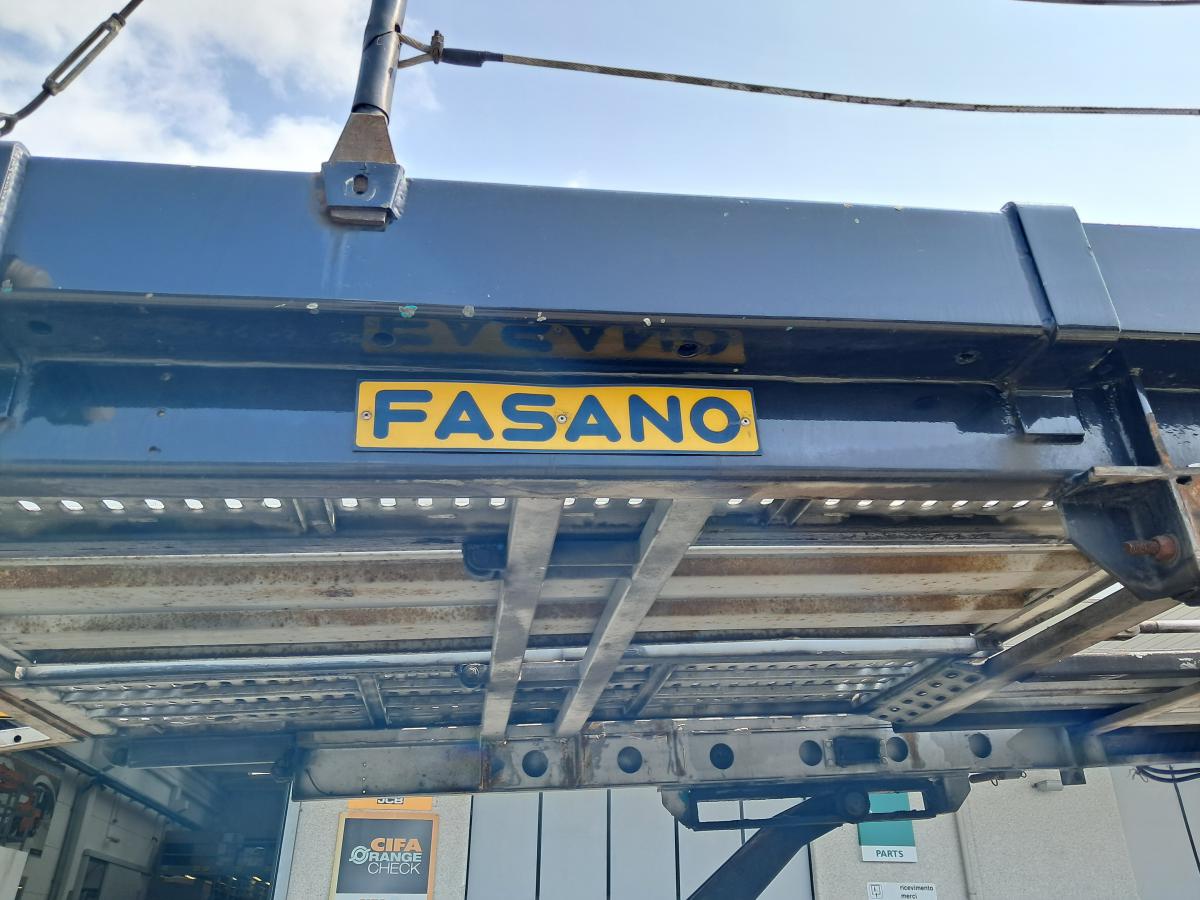 FASANO
JCB
CIFA
ORANGE
CHECK
PARTS
ricevimento
merci